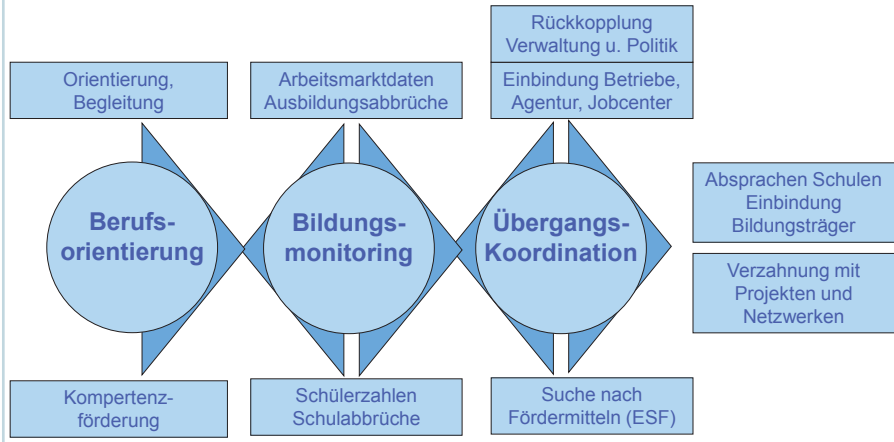 Rückkopplung
Verwaltung u. Politik
Orientierung,
Begleitung
Arbeitsmarktdaten
Ausbildungsabbrüche
Einbindung Betriebe,
Agentur, Jobcenter
Berufs-
orientierung
Bildungs-
monitoring
Übergangs-
Koordination
Absprachen Schulen
Einbindung
Bildungsträger
Verzahnung mit
Projekten und
Netzwerken
Kompertenz-
förderung
Schülerzahlen
Schulabbrüche
Suche nach
Fördermitteln (ESF)